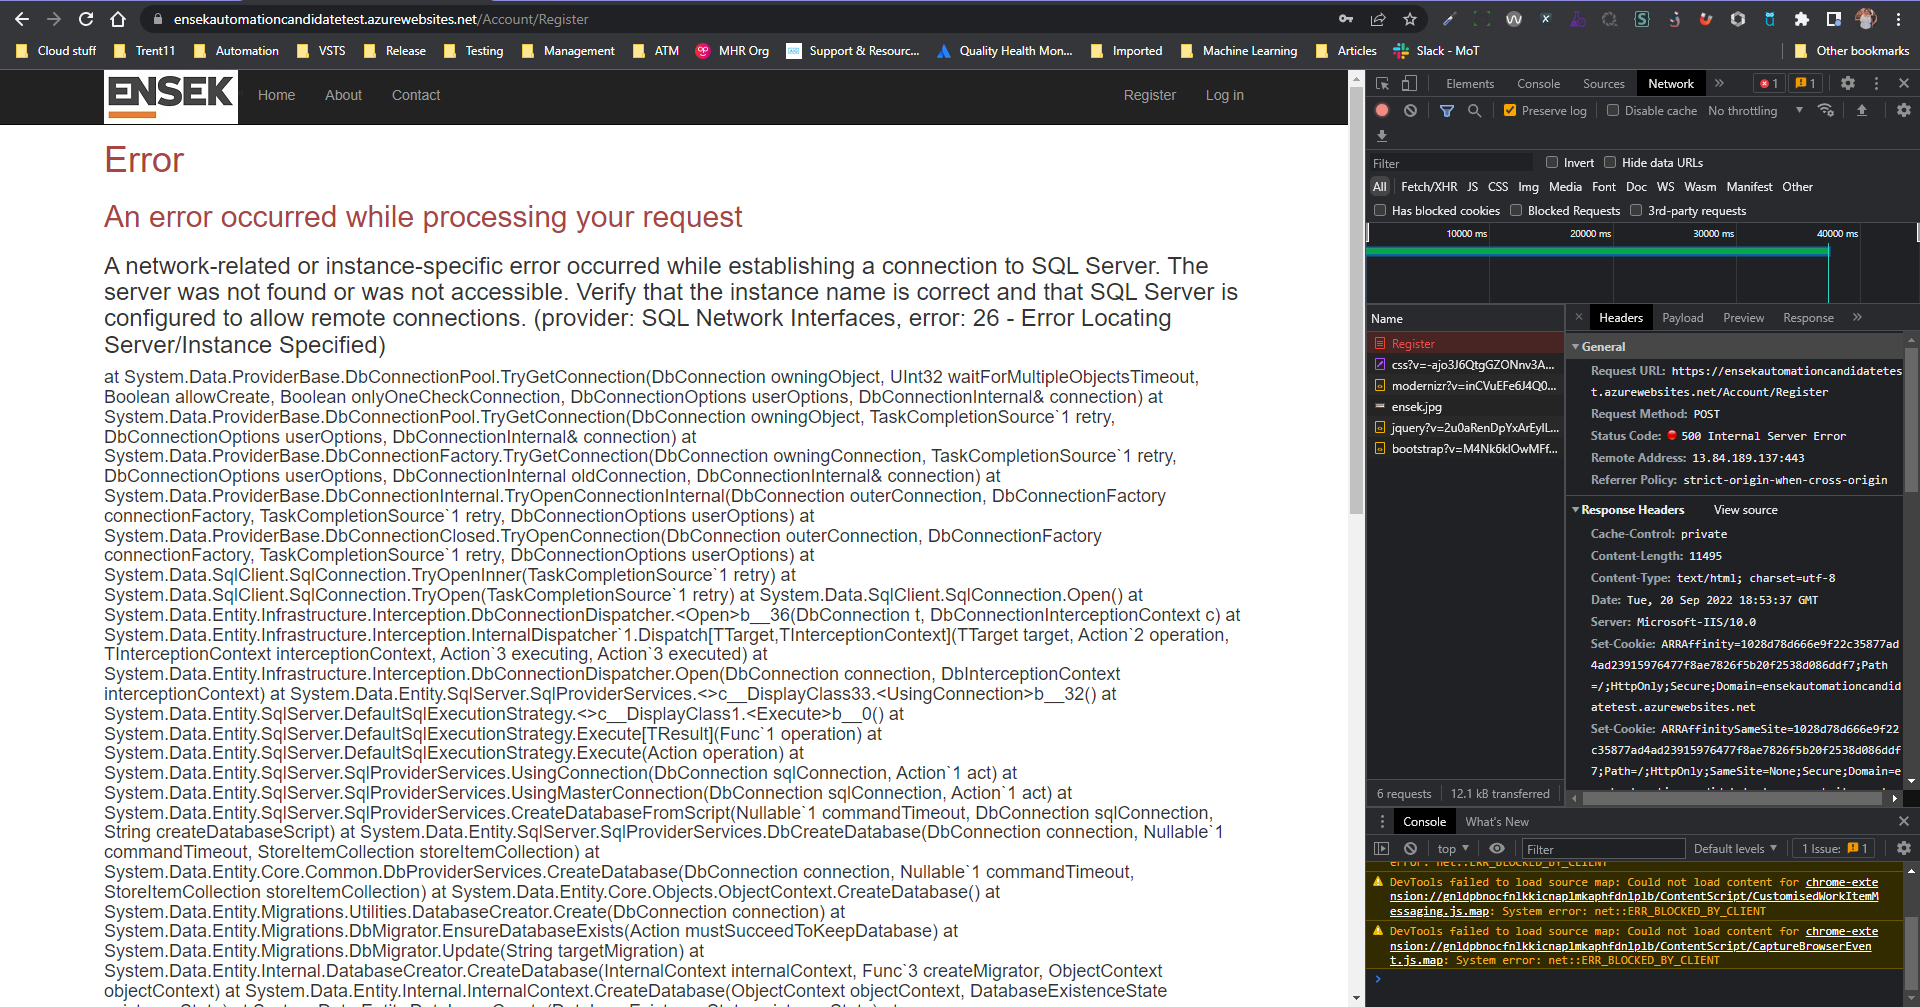 ensekautomationcandidatetest.azurewebsites.net/Account/Register
Cloud stuff Trent11 Automation VSTS Release Testing Management ATM MHR Org Support & Resourc... Quality Health Mon... Imported Machine Learning Articles Slack - MoT Other bookmarks
ENSEK Home About Contact Register Log in
Error
An error occurred while processing your request
A network-related or instance-specific error occurred while establishing a connection to SQL Server. The
server was not found or was not accessible. Verify that the instance name is correct and that SQL Server is
configured to allow remote connections. (provider: SQL Network Interfaces, error: 26 - Error Locating
Server/Instance Specified)
at System.Data.ProviderBase.DbConnectionPool.TryGetConnection(DbConnection owningObject, UInt32 waitForMultipleObjectsTimeout,
Boolean allowCreate, Boolean onlyOneCheckConnection, DbConnectionOptions userOptions, DbConnectionInternal& connection) at
System.Data.ProviderBase.DbConnectionPool.TryGetConnection(DbConnection owningObject, TaskCompletionSource`1 retry,
DbConnectionOptions userOptions, DbConnectionInternal& connection) at
System.Data.ProviderBase.DbConnectionFactory.TryGetConnection(DbConnection owningConnection, TaskCompletionSource`1 retry,
DbConnectionOptions userOptions, DbConnectionInternal oldConnection, DbConnectionInternal& connection) at
System.Data.ProviderBase.DbConnectionInternal.TryOpenConnectionInternal(DbConnection outerConnection, DbConnectionFactory
connectionFactory, TaskCompletionSource`1 retry, DbConnectionOptions userOptions) at
System.Data.ProviderBase.DbConnectionClosed.TryOpenConnection(DbConnection outerConnection, DbConnectionFactory
connectionFactory, TaskCompletionSource`1 retry, DbConnectionOptions userOptions) at
System.Data.SqlClient.SqlConnection.TryOpenInner(TaskCompletionSource`1 retry) at
System.Data.SqlClient.SqlConnection.TryOpen(TaskCompletionSource`1 retry) at System.Data.SqlClient.SqlConnection.Open() at
System.Data.Entity.Infrastructure.Interception.DbConnectionDispatcher.<Open>b__36(DbConnection t, DbConnectionInterceptionContext c) at
System.Data.Entity.Infrastructure.Interception.InternalDispatcher`1.Dispatch[TTarget,TInterceptionContext](TTarget target, Action`2 operation,
TInterceptionContext interceptionContext, Action`3 executing, Action`3 executed) at
System.Data.Entity.Infrastructure.Interception.DbConnectionDispatcher.Open(DbConnection connection, DbInterceptionContext
interceptionContext) at System.Data.Entity.SqlServer.SqlProviderServices.<>c__DisplayClass33.<UsingConnection>b__32() at
System.Data.Entity.SqlServer.DefaultSqlExecutionStrategy.<>c__DisplayClass1.<Execute>b__0() at
System.Data.Entity.SqlServer.DefaultSqlExecutionStrategy.Execute[TResult](Func`1 operation) at
System.Data.Entity.SqlServer.DefaultSqlExecutionStrategy.Execute(Action operation) at
System.Data.Entity.SqlServer.SqlProviderServices.UsingConnection(DbConnection sqlConnection, Action`1 act) at
System.Data.Entity.SqlServer.SqlProviderServices.UsingMasterConnection(DbConnection sqlConnection, Action`1 act) at
System.Data.Entity.SqlServer.SqlProviderServices.CreateDatabaseFromScript(Nullable`1 commandTimeout, DbConnection sqlConnection,
String createDatabaseScript) at System.Data.Entity.SqlServer.SqlProviderServices.DbCreateDatabase(DbConnection connection, Nullable`1
commandTimeout, StoreItemCollection storeItemCollection) at
System.Data.Entity.Core.Common.DbProviderServices.CreateDatabase(DbConnection connection, Nullable`1 commandTimeout,
StoreItemCollection storeItemCollection) at System.Data.Entity.Core.Objects.ObjectContext.CreateDatabase() at
System.Data.Entity.Migrations.Utilities.DatabaseCreator.Create(DbConnection connection) at
System.Data.Entity.Migrations.DbMigrator.EnsureDatabaseExists(Action mustSucceedToKeepDatabase) at
System.Data.Entity.Migrations.DbMigrator.Update(String targetMigration) at
System.Data.Entity.Internal.DatabaseCreator.CreateDatabase(InternalContext internalContext, Func`3 createMigrator, ObjectContext
objectContext) at System.Data.Entity.Internal.InternalContext.CreateDatabase(ObjectContext objectContext, DatabaseExistenceState
Elements Console Sources Network » 1 1
Preserve log Disable cache No throttling
Filter Invert Hide data URLs
All Fetch/XHR JS CSS Img Media Font Doc WS Wasm Manifest Other
Has blocked cookies Blocked Requests 3rd-party requests
10000 ms 20000 ms 30000 ms 40000 ms
Name
Register
css?v=-ajo3J6QtgGZONnv3A...
modernizr?v=inCVuEFe6J4Q0...
ensek.jpg
jquery?v=2u0aRenDpYxArEyIL...
bootstrap?v=M4Nk6kIOwMFf...
6 requests 12.1 kB transferred
Headers Payload Preview Response »
General
Request URL: https://ensekautomationcandidatetes
t.azurewebsites.net/Account/Register
Request Method: POST
Status Code: 500 Internal Server Error
Remote Address: 13.84.189.137:443
Referrer Policy: strict-origin-when-cross-origin
Response Headers View source
Cache-Control: private
Content-Length: 11495
Content-Type: text/html; charset=utf-8
Date: Tue, 20 Sep 2022 18:53:37 GMT
Server: Microsoft-IIS/10.0
Set-Cookie: ARRAffinity=1028d78d666e9f22c35877ad
4ad23915976477f8ae7826f5b20f2538d086ddf7;Path
=/;HttpOnly;Secure;Domain=ensekautomationcandid
atetest.azurewebsites.net
Set-Cookie: ARRAffinitySameSite=1028d78d666e9f22
c35877ad4ad23915976477f8ae7826f5b20f2538d086ddf
7;Path=/;HttpOnly;SameSite=None;Secure;Domain=e
Console What's New
top Filter Default levels 1 Issue: 1
error: net::ERR_BLOCKED_BY_CLIENT
DevTools failed to load source map: Could not load content for chrome-exte
nsion://gnldpbnocfnlkkicnaplmkaphfdnlplb/ContentScript/CustomisedWorkItemM
essaging.js.map: System error: net::ERR_BLOCKED_BY_CLIENT
DevTools failed to load source map: Could not load content for chrome-exte
nsion://gnldpbnocfnlkkicnaplmkaphfdnlplb/ContentScript/CaptureBrowserEven
t.js.map: System error: net::ERR_BLOCKED_BY_CLIENT